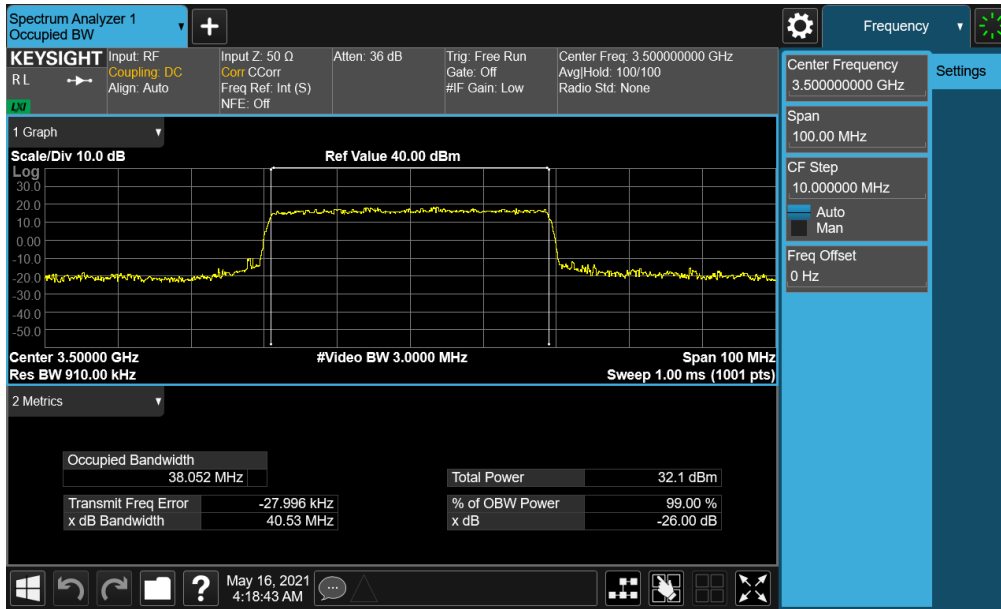 Spectrum Analyzer 1
Occupied BW
Frequency
KEYSIGHT
R L
LXI
Input: RF
Coupling: DC
Align: Auto
Input Z: 50 Ω
Corr CCorr
Freq Ref: Int (S)
NFE: Off
Atten: 36 dB
Trig: Free Run
Gate: Off
#IF Gain: Low
Center Freq: 3.500000000 GHz
Avg|Hold: 100/100
Radio Std: None
Center Frequency
3.500000000 GHz
Settings
Span
100.00 MHz
CF Step
10.000000 MHz
Auto
Man
Freq Offset
0 Hz
1 Graph
Scale/Div 10.0 dB
Ref Value 40.00 dBm
Log
30.0
20.0
10.0
0.00
-10.0
-20.0
-30.0
-40.0
-50.0
Center 3.50000 GHz
#Video BW 3.0000 MHz
Span 100 MHz
Res BW 910.00 kHz
Sweep 1.00 ms (1001 pts)
2 Metrics
Occupied Bandwidth
38.052 MHz
Total Power 32.1 dBm
Transmit Freq Error -27.996 kHz
% of OBW Power 99.00 %
x dB Bandwidth 40.53 MHz
x dB -26.00 dB
?
May 16, 2021
4:18:43 AM